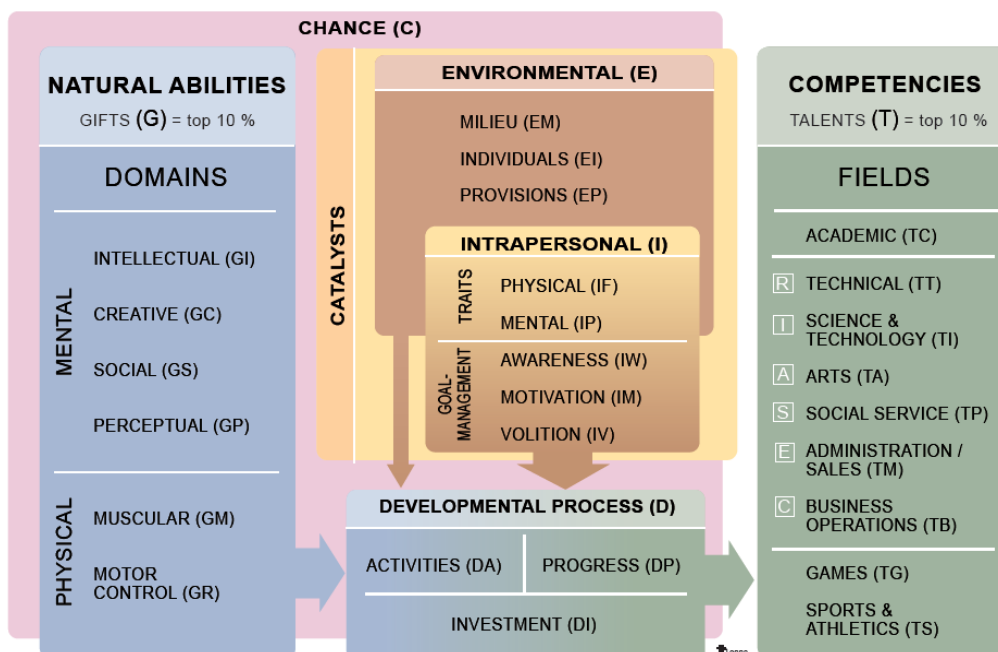 CHANCE (C)
NATURAL ABILITIES
GIFTS (G) = top 10 %
DOMAINS
MENTAL
INTELLECTUAL (GI)
CREATIVE (GC)
SOCIAL (GS)
PERCEPTUAL (GP)
PHYSICAL
MUSCULAR (GM)
MOTOR
CONTROL (GR)
CATALYSTS
ENVIRONMENTAL (E)
MILIEU (EM)
INDIVIDUALS (EI)
PROVISIONS (EP)
INTRAPERSONAL (I)
TRAITS
PHYSICAL (IF)
MENTAL (IP)
GOAL-
MANAGEMENT
AWARENESS (IW)
MOTIVATION (IM)
VOLITION (IV)
DEVELOPMENTAL PROCESS (D)
ACTIVITIES (DA)
PROGRESS (DP)
INVESTMENT (DI)
COMPETENCIES
TALENTS (T) = top 10 %
FIELDS
ACADEMIC (TC)
R TECHNICAL (TT)
I SCIENCE &
TECHNOLOGY (TI)
A ARTS (TA)
S SOCIAL SERVICE (TP)
E ADMINISTRATION /
SALES (TM)
C BUSINESS
OPERATIONS (TB)
GAMES (TG)
SPORTS &
ATHLETICS (TS)